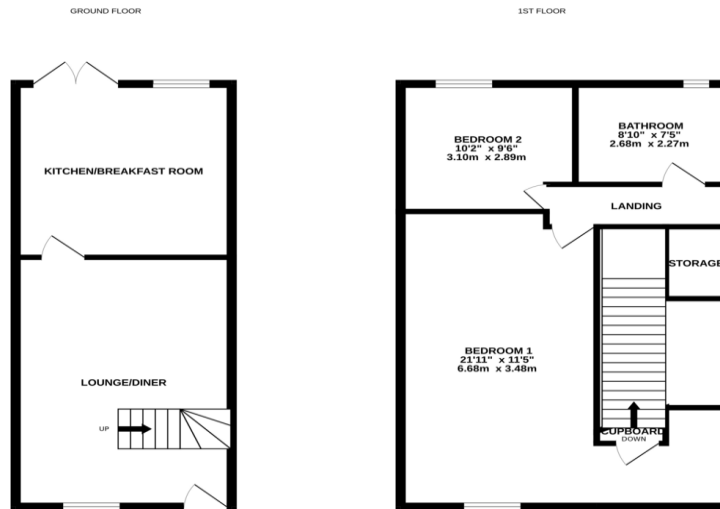 GROUND FLOOR
KITCHEN/BREAKFAST ROOM
LOUNGE/DINER
UP
1ST FLOOR
BEDROOM 2
10'2" x 9'6"
3.10m x 2.89m
BATHROOM
8'10" x 7'5"
2.68m x 2.27m
LANDING
STORAGE
BEDROOM 1
21'11" x 11'5"
6.68m x 3.48m
CUPBOARD
DOWN